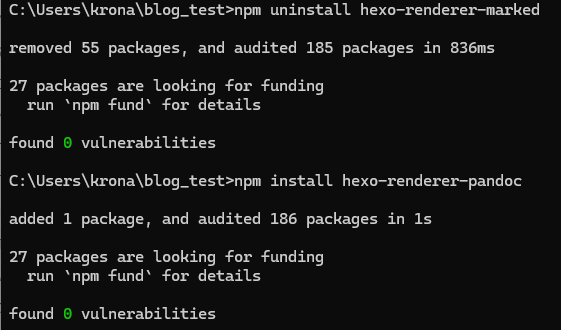 C:\Users\krona\blog_test>npm uninstall hexo-renderer-marked
removed 55 packages, and audited 185 packages in 836ms
27 packages are looking for funding
  run `npm fund` for details
found 0 vulnerabilities
C:\Users\krona\blog_test>npm install hexo-renderer-pandoc
added 1 package, and audited 186 packages in 1s
27 packages are looking for funding
  run `npm fund` for details
found 0 vulnerabilities